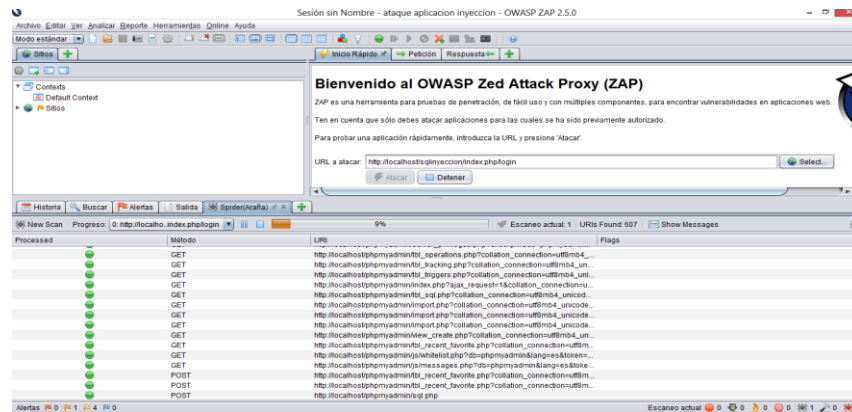 Sesión sin Nombre - ataque aplicacion inyeccion - OWASP ZAP 2.5.0
Archivo Editar Ver Analizar Reporte Herramientas Online Ayuda
Modo estándar
Sitios
Inicio Rápido Petición Respuesta
Contexts
Default Context
Sitios
Bienvenido al OWASP Zed Attack Proxy (ZAP)
ZAP es una herramienta para pruebas de penetración, de fácil uso y con múltiples componentes, para encontrar vulnerabilidades en aplicaciones web.
Ten en cuenta que sólo debes atacar aplicaciones para las cuales se ha sido previamente autorizado.
Para probar una aplicación rápidamente, introduzca la URL y presione 'Atacar'.
URL a atacar: http://localhost/sqlinyeccion/index.php/login Select...
Atacar Detener
Historia Buscar Alertas Salida Spider(Araña)
New Scan Progreso: 0: http://localho..index.php/login 9% Escaneo actual: 1 URIs Found: 607 Show Messages
Processed Método URI Flags
GET http://localhost/phpmyadmin/tbl_operations.php?collation_connection=utf8mb4_...
GET http://localhost/phpmyadmin/tbl_tracking.php?collation_connection=utf8mb4_un...
GET http://localhost/phpmyadmin/tbl_triggers.php?collation_connection=utf8mb4_uni...
GET http://localhost/phpmyadmin/index.php?ajax_request=1&collation_connection=u...
GET http://localhost/phpmyadmin/tbl_sql.php?collation_connection=utf8mb4_unicod...
GET http://localhost/phpmyadmin/import.php?collation_connection=utf8mb4_unicode...
GET http://localhost/phpmyadmin/import.php?collation_connection=utf8mb4_unicode...
GET http://localhost/phpmyadmin/import.php?collation_connection=utf8mb4_unicode...
GET http://localhost/phpmyadmin/view_create.php?collation_connection=utf8mb4_...
GET http://localhost/phpmyadmin/tbl_recent_favorite.php?collation_connection=utf8m...
GET http://localhost/phpmyadmin/js/whitelist.php?db=phpmyadmin&lang=es&token=...
GET http://localhost/phpmyadmin/js/messages.php?db=phpmyadmin&lang=es&toke...
POST http://localhost/phpmyadmin/tbl_recent_favorite.php?collation_connection=utf8m...
POST http://localhost/phpmyadmin/tbl_recent_favorite.php?collation_connection=utf8m...
POST http://localhost/phpmyadmin/sql.php
Alertas 0 1 4 0 Escaneo actual 0 0 0 0 1 0